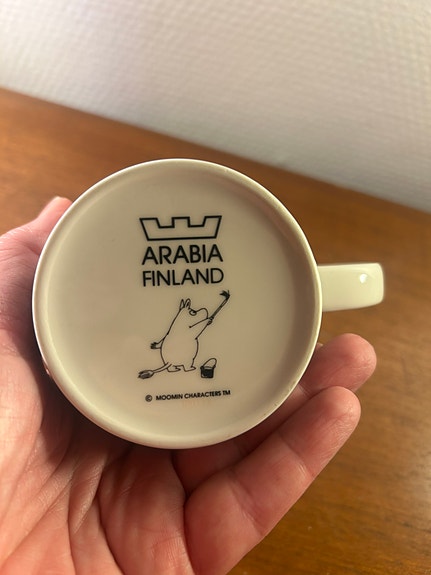 ARABIA
FINLAND
© MOOMIN CHARACTERS TM